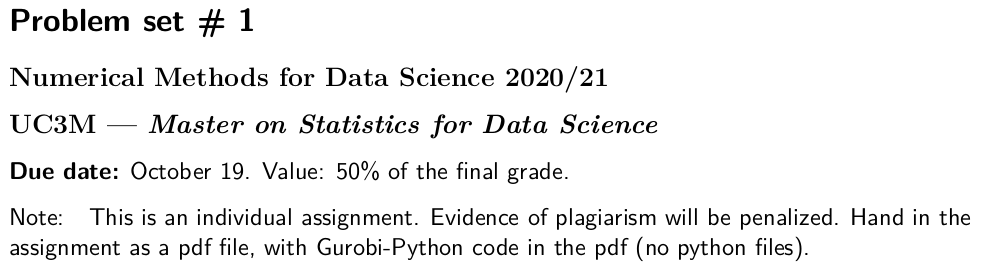 Problem set # 1
Numerical Methods for Data Science 2020/21
UC3M — Master on Statistics for Data Science
Due date: October 19. Value: 50% of the final grade.
Note: This is an individual assignment. Evidence of plagiarism will be penalized. Hand in the
assignment as a pdf file, with Gurobi-Python code in the pdf (no python files).